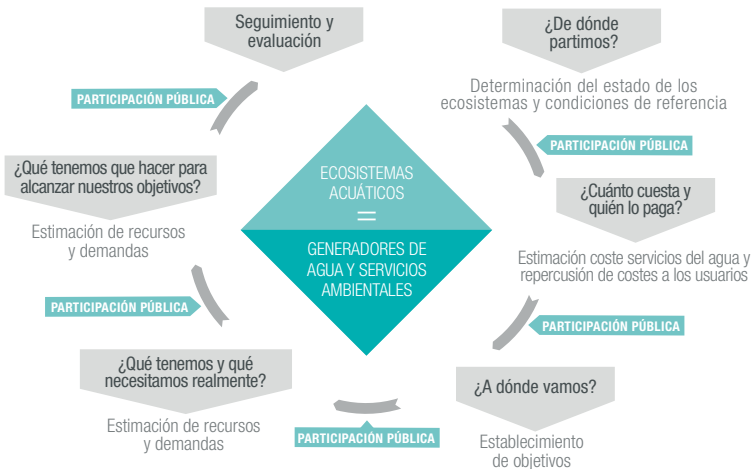 Seguimiento y
evaluación
¿De dónde
partimos?
Determinación del estado de los
ecosistemas y condiciones de referencia
PARTICIPACIÓN PÚBLICA
PARTICIPACIÓN PÚBLICA
¿Qué tenemos que hacer para
alcanzar nuestros objetivos?
Estimación de recursos
y demandas
ECOSISTEMAS
ACUÁTICOS
=
GENERADORES DE
AGUA Y SERVICIOS
AMBIENTALES
¿Cuánto cuesta y
quién lo paga?
Estimación coste servicios del agua y
repercusión de costes a los usuarios
PARTICIPACIÓN PÚBLICA
PARTICIPACIÓN PÚBLICA
¿Qué tenemos y qué
necesitamos realmente?
Estimación de recursos
y demandas
PARTICIPACIÓN PÚBLICA
¿A dónde vamos?
Establecimiento
de objetivos